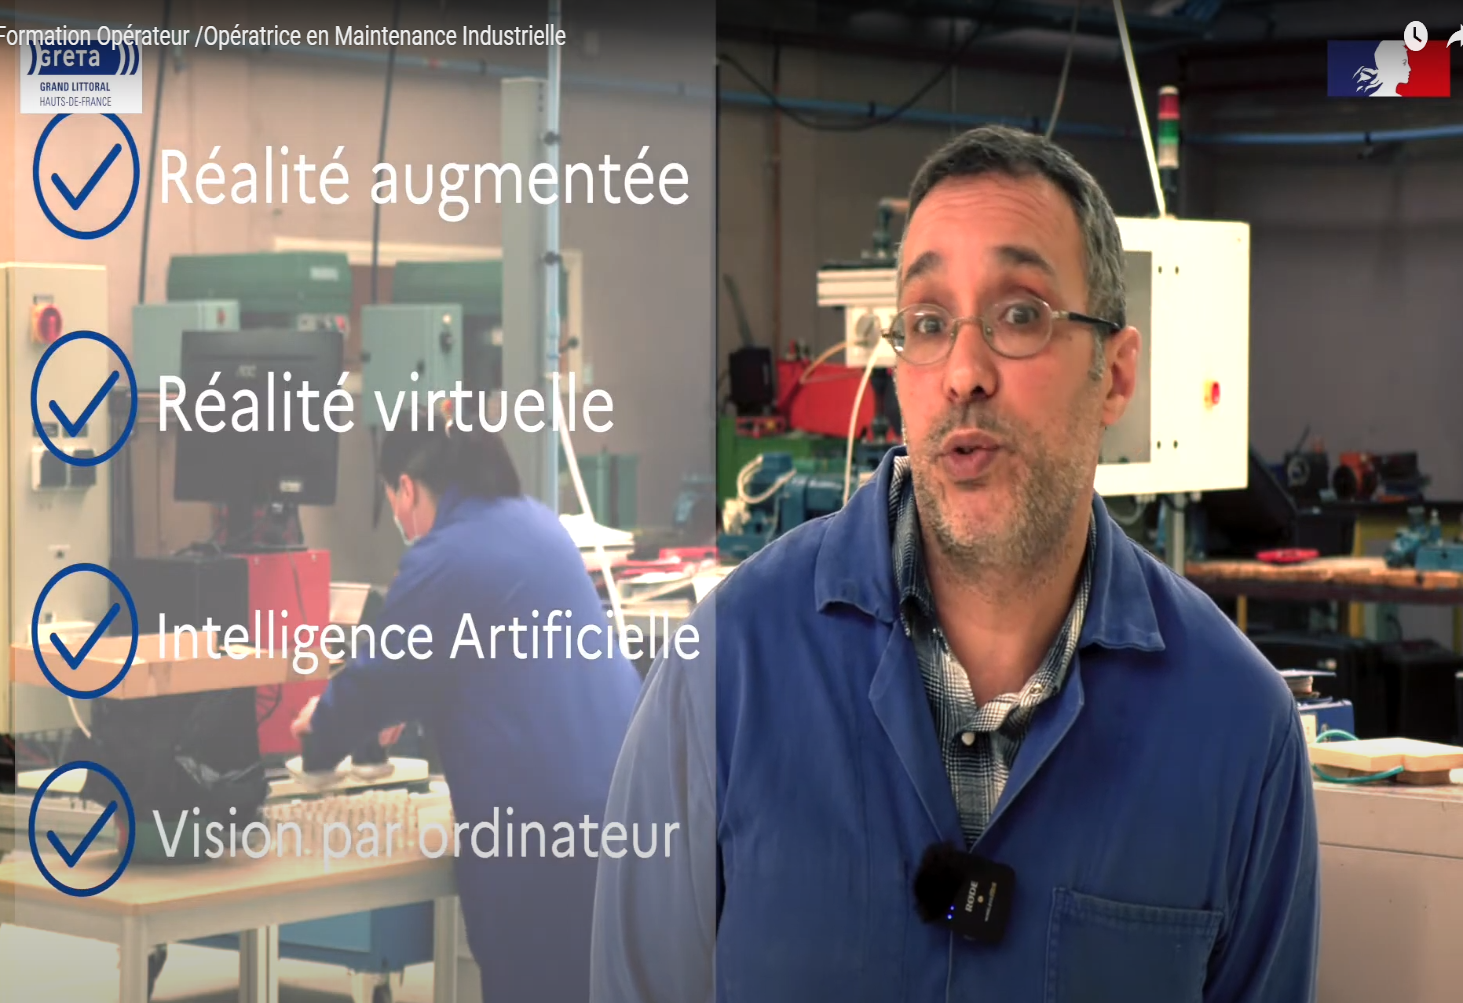 Formation Opérateur /Opératrice en Maintenance Industrielle
GRETA
GRAND LITTORAL
HAUTS-DE-FRANCE
Réalité augmentée
Réalité virtuelle
Intelligence Artificielle
Vision par ordinateur
RØDE